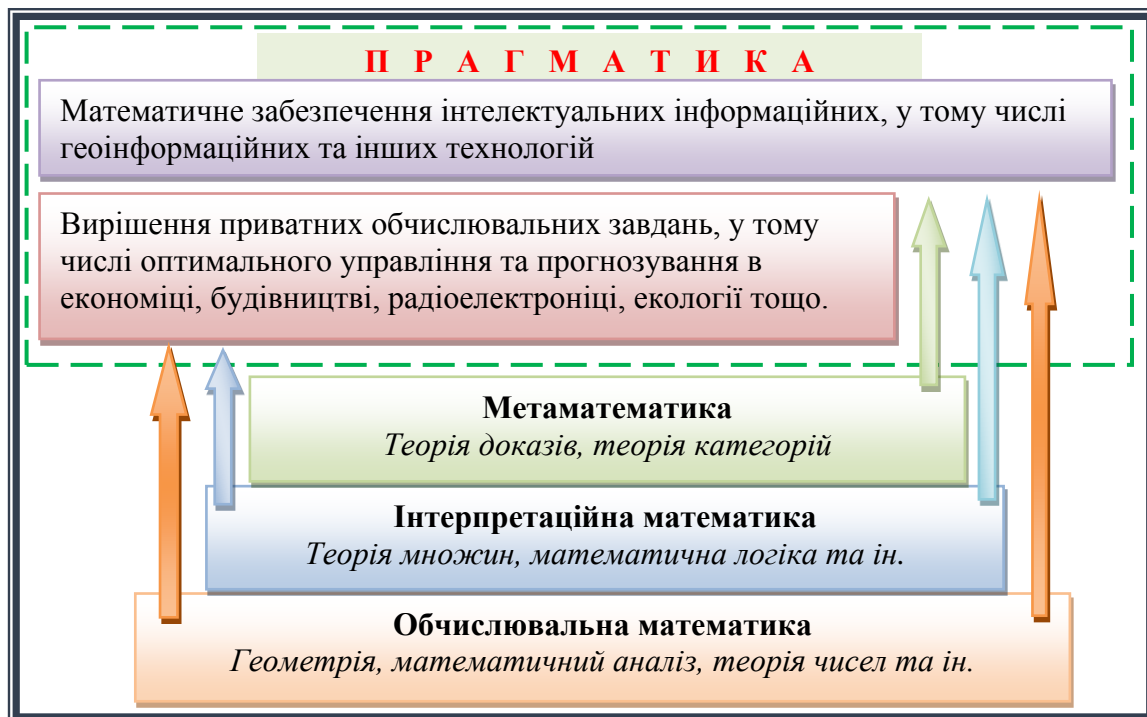 П Р А Г М А Т И К А
Математичне забезпечення інтелектуальних інформаційних, у тому числі
геоінформаційних та інших технологій
Вирішення приватних обчислювальних завдань, у тому
числі оптимального управління та прогнозування в
економіці, будівництві, радіоелектроніці, екології тощо.
Метаматематика
Теорія доказів, теорія категорій
Інтерпретаційна математика
Теорія множин, математична логіка та ін.
Обчислювальна математика
Геометрія, математичний аналіз, теорія чисел та ін.